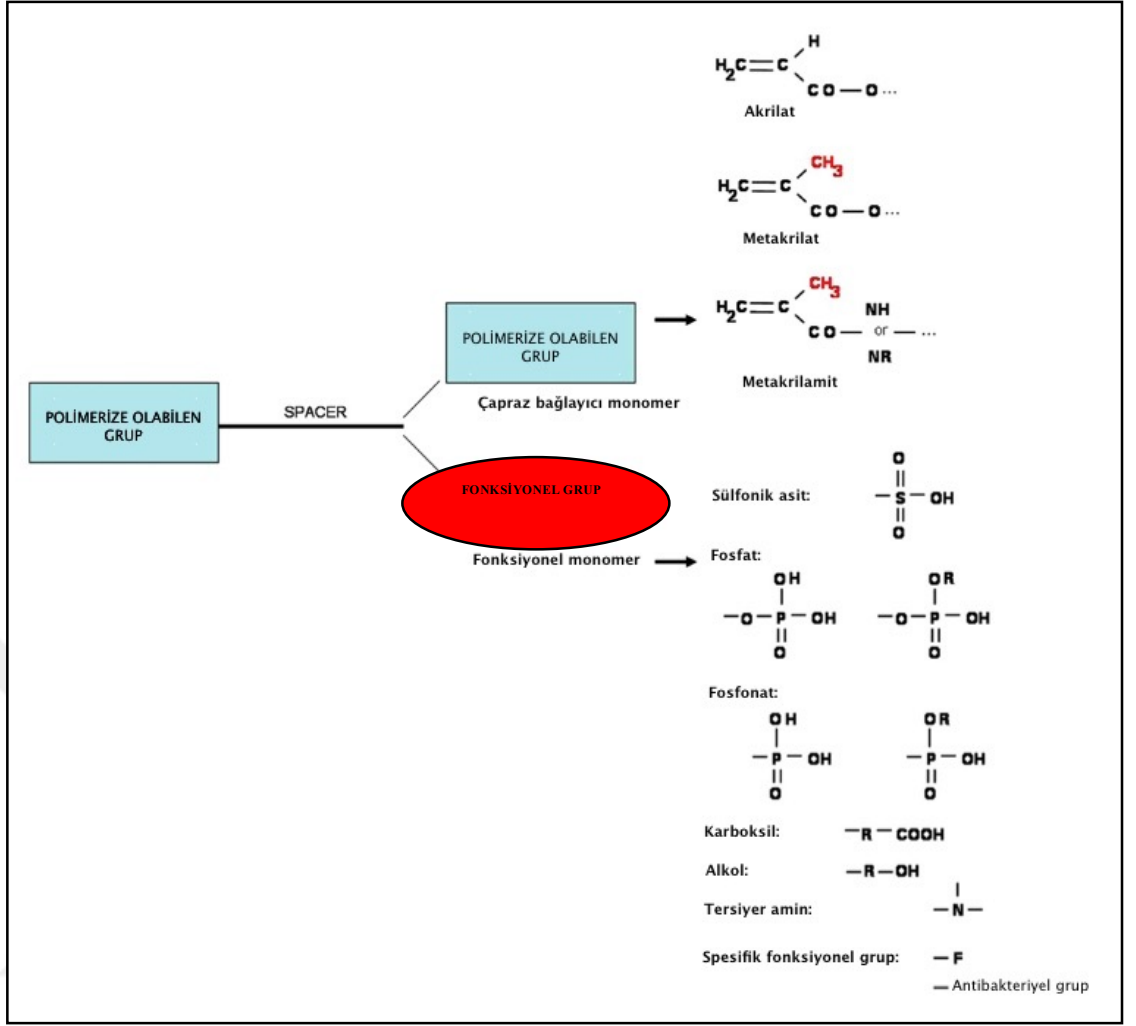 H
H₂C=C
CO—O...
Akrilat
CH₃
H₂C=C
CO—O...
Metakrilat
CH₃
H₂C=C
NH
CO— or — ...
NR
Metakrilamit
POLİMERİZE OLABİLEN
GRUP
Çapraz bağlayıcı monomer
POLİMERİZE OLABİLEN
GRUP
SPACER
FONKSİYONEL GRUP
Fonksiyonel monomer
Sülfonik asit:
O
||
—S—OH
||
O
Fosfat:
OH OR
| |
—O—P—OH —O—P—OH
|| ||
O O
Fosfonat:
OH OR
| |
—P—OH —P—OH
|| ||
O O
Karboksil: —R—COOH
Alkol: —R—OH
|
Tersiyer amin: —N—
Spesifik fonksiyonel grup: —F
—Antibakteriyel grup